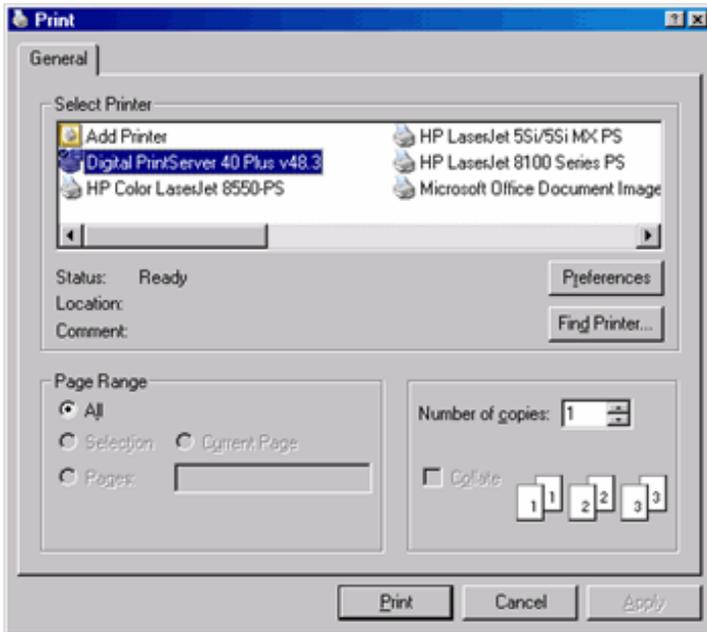 Print
General
Select Printer
Add Printer
HP LaserJet 5Si/5Si MX PS
Digital PrintServer 40 Plus v48.3
HP LaserJet 8100 Series PS
HP Color LaserJet 8550-PS
Microsoft Office Document Image
Status: Ready
Preferences
Location:
Find Printer...
Comment:
Page Range
All
Number of copies: 1
Selection Current Page
Pages:
Collate
1 1 2 2 3 3
Print Cancel Apply